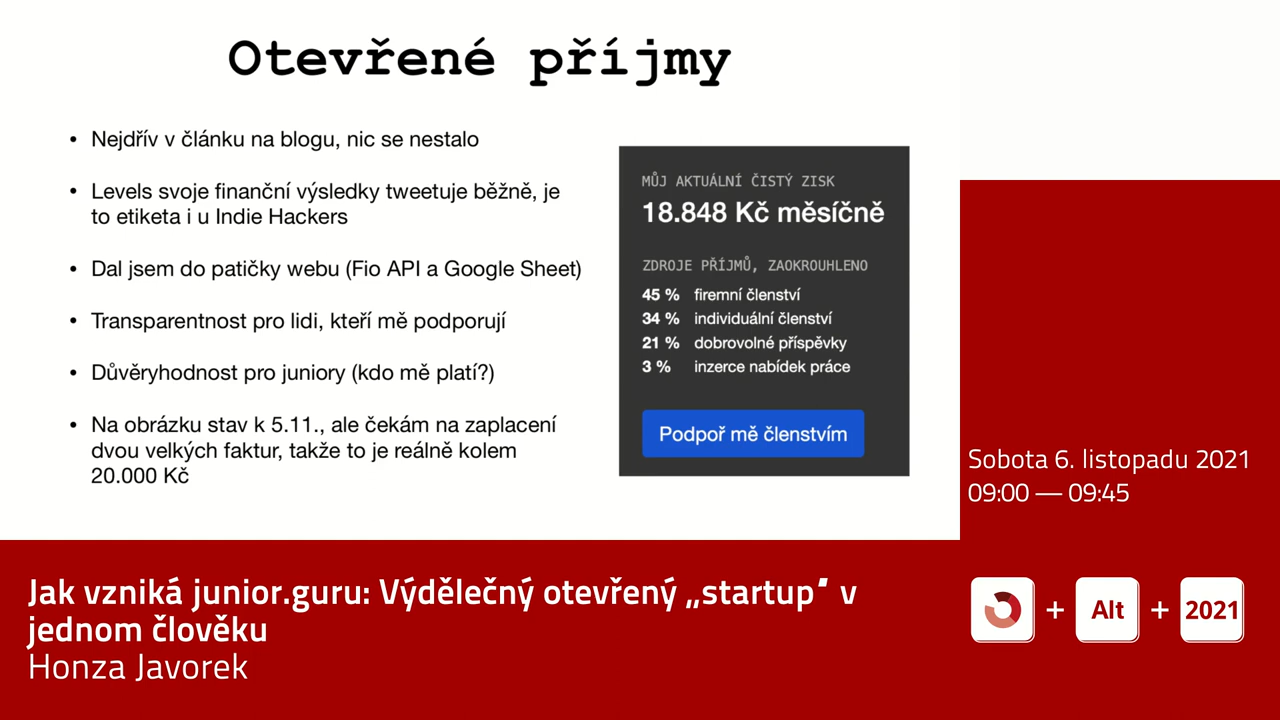 Otevřené příjmy
• Nejdřív v článku na blogu, nic se nestalo
• Levels svoje finanční výsledky tweetuje běžně, je
to etiketa i u Indie Hackers
• Dal jsem do patičky webu (Fio API a Google Sheet)
• Transparentnost pro lidi, kteří mě podporují
• Důvěryhodnost pro juniory (kdo mě platí?)
• Na obrázku stav k 5.11., ale čekám na zaplacení
dvou velkých faktur, takže to je reálně kolem
20.000 Kč
MŮJ AKTUÁLNÍ ČISTÝ ZISK
18.848 Kč měsíčně
ZDROJE PŘÍJMŮ, ZAOKROUHLENO
45 % firemní členství
34 % individuální členství
21 % dobrovolné příspěvky
3 % inzerce nabídek práce
Podpoř mě členstvím
Sobota 6. listopadu 2021
09:00 — 09:45
Jak vzniká junior.guru: Výdělečný otevřený „startup" v
jednom člověku
Honza Javorek
+ Alt + 2021